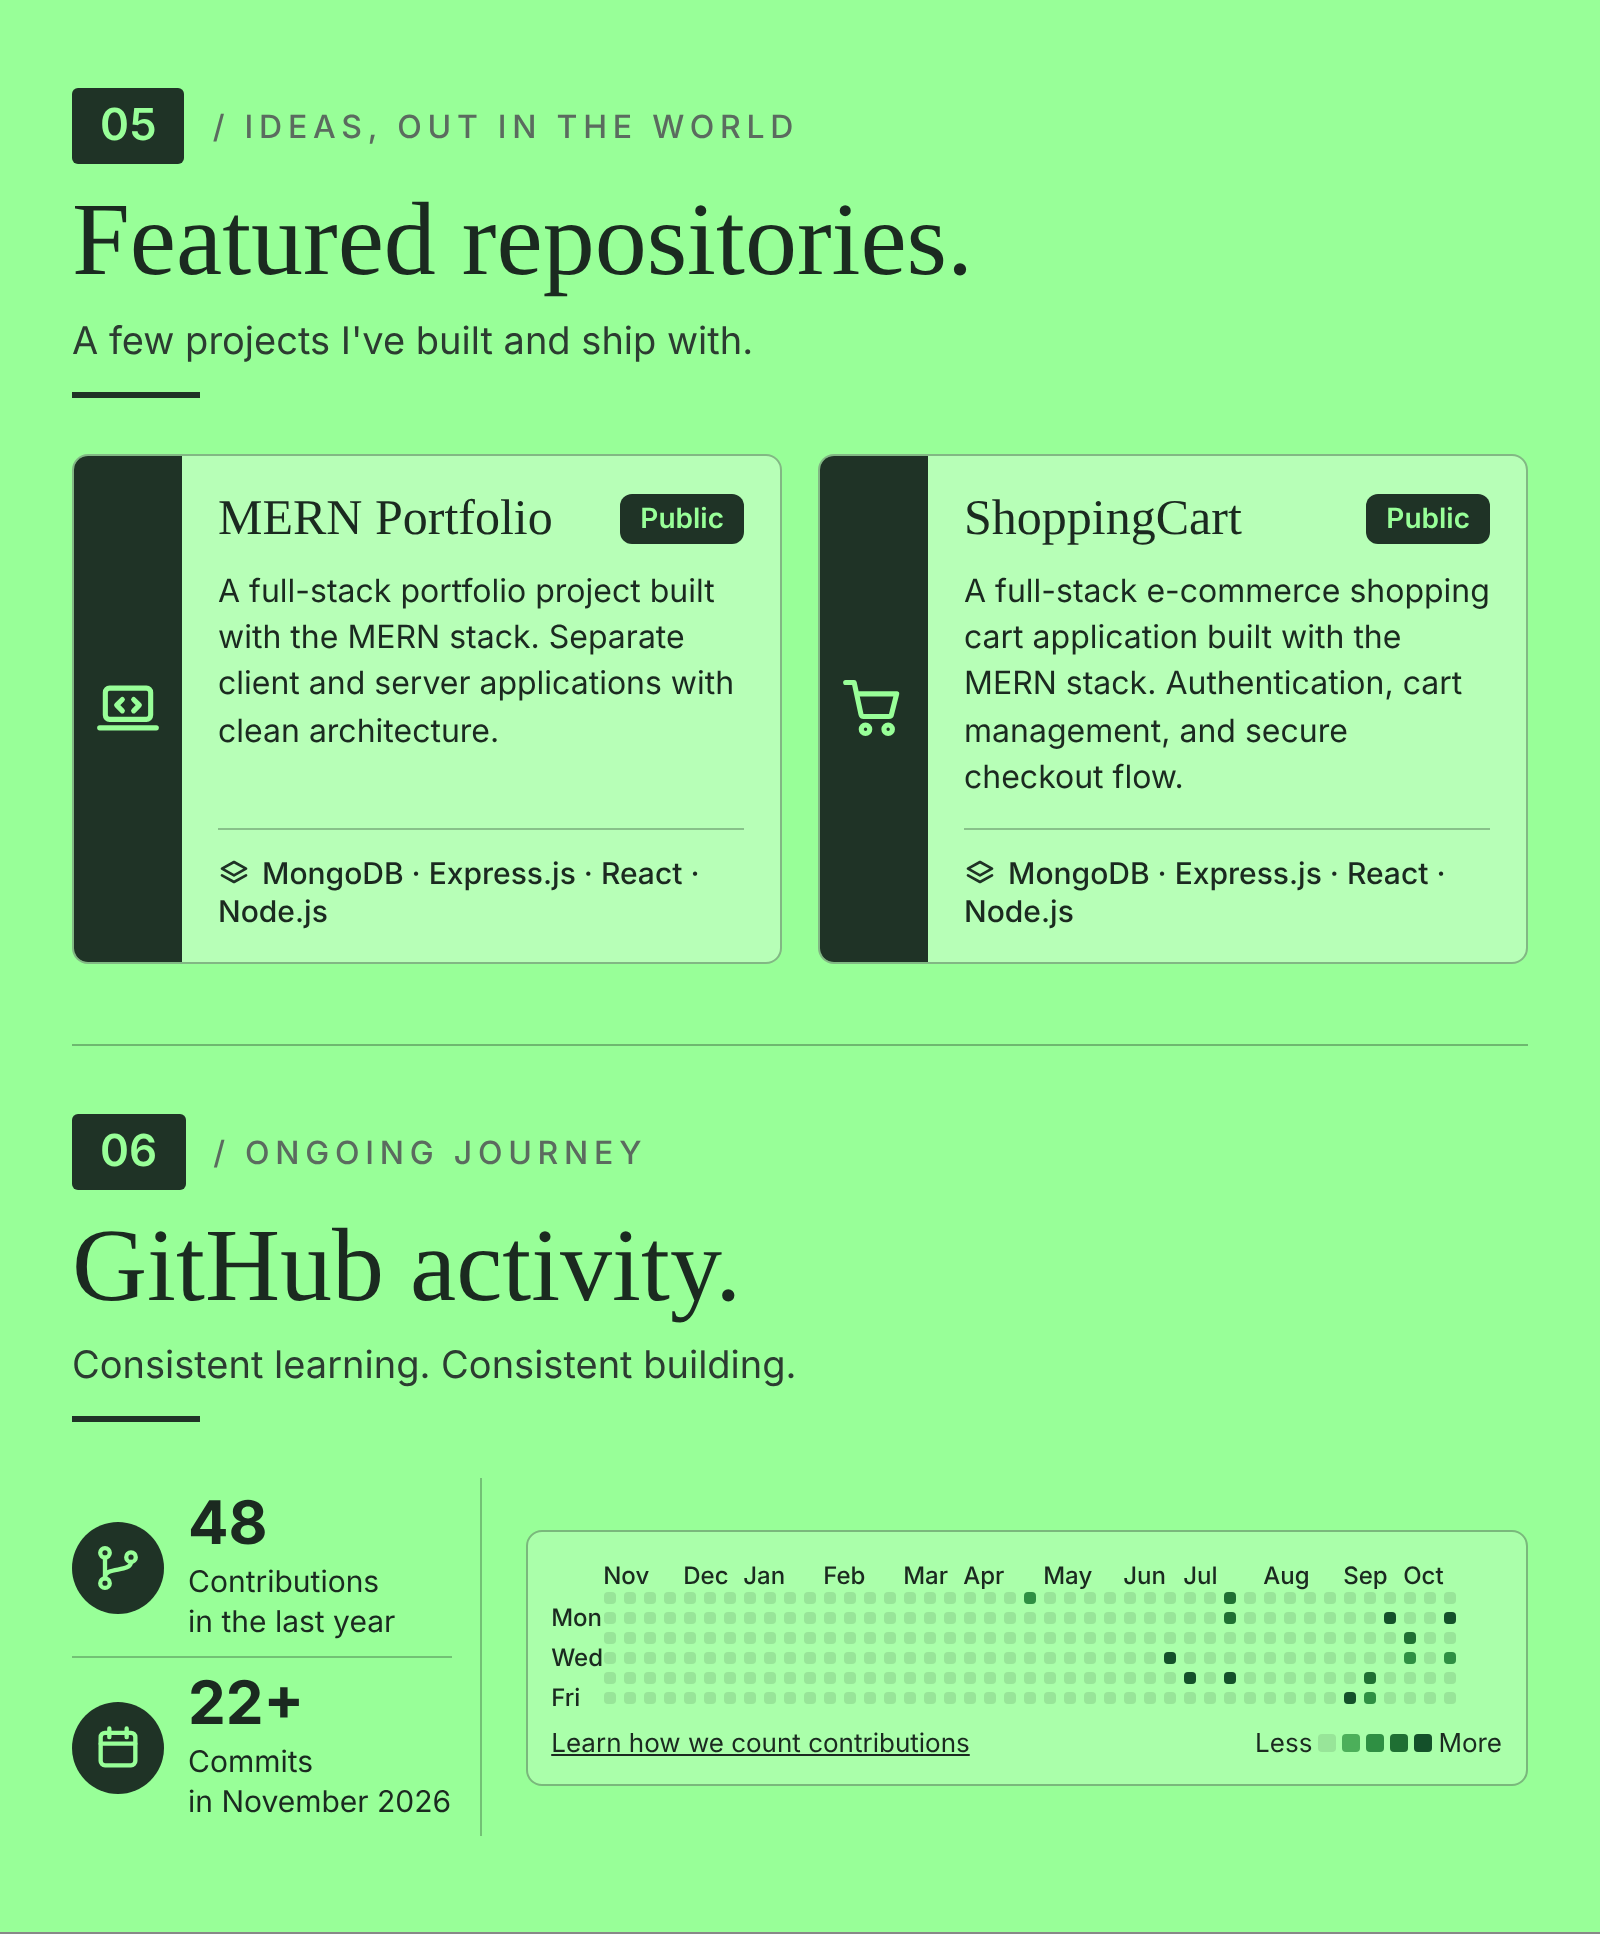 05 / IDEAS, OUT IN THE WORLD
Featured repositories.
A few projects I've built and ship with.
MERN Portfolio Public
A full-stack portfolio project built
with the MERN stack. Separate
client and server applications with
clean architecture.
MongoDB · Express.js · React ·
Node.js
ShoppingCart Public
A full-stack e-commerce shopping
cart application built with the
MERN stack. Authentication, cart
management, and secure
checkout flow.
MongoDB · Express.js · React ·
Node.js
06 / ONGOING JOURNEY
GitHub activity.
Consistent learning. Consistent building.
48
Contributions
in the last year
22+
Commits
in November 2026
Nov Dec Jan Feb Mar Apr May Jun Jul Aug Sep Oct
Mon
Wed
Fri
Learn how we count contributions Less More